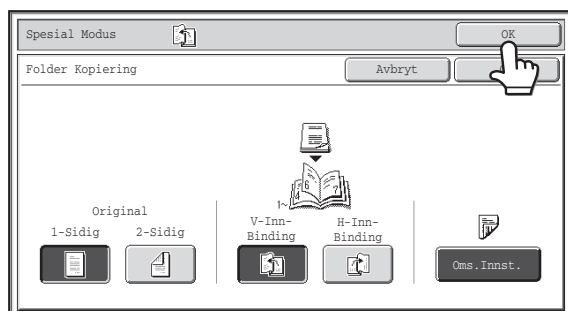 Spesial Modus
OK
Folder Kopiering
Avbryt
Original
1-Sidig
2-Sidig
V-Inn-
Binding
H-Inn-
Binding
Oms.Innst.